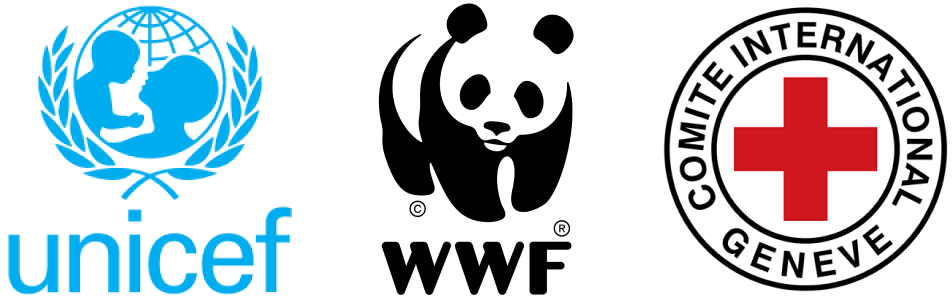 unicef
©
®
WWF
COMITE INTERNATIONAL
GENEVE